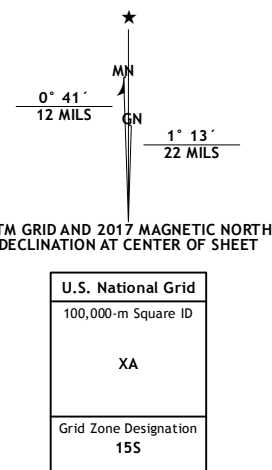 ★
MN
0° 41´
12 MILS
GN
1° 13´
22 MILS
TM GRID AND 2017 MAGNETIC NORTH
DECLINATION AT CENTER OF SHEET
U.S. National Grid
100,000-m Square ID
XA
Grid Zone Designation
15S